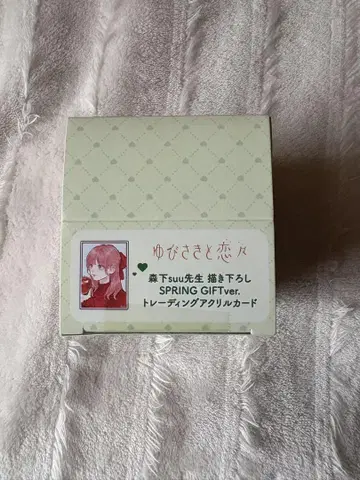 ゆびさきと恋々
森下suu先生 描き下ろし
SPRING GIFTver.
トレーディングアクリルカード